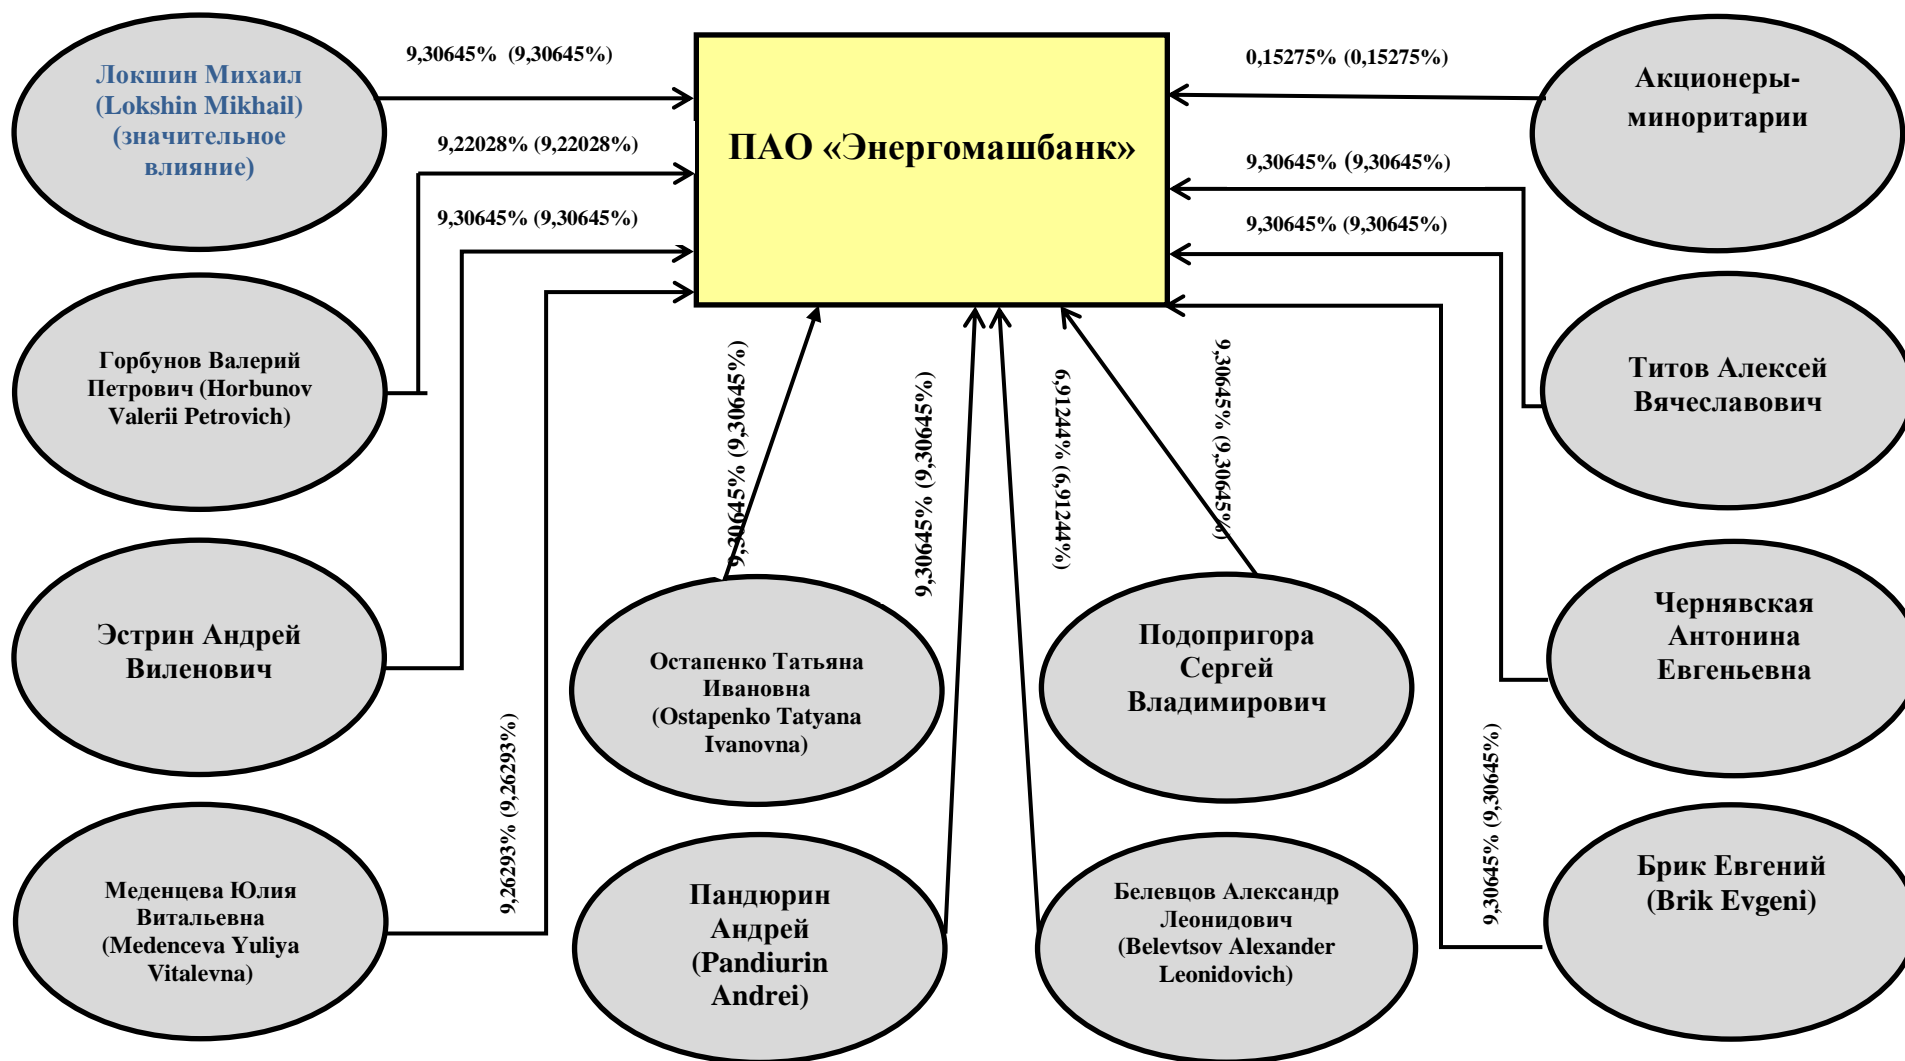 Локшин Михаил
(Lokshin Mikhail)
(значительное
влияние)
9,30645%  (9,30645%)
ПАО «Энергомашбанк»
0,15275% (0,15275%)
Акционеры-
миноритарии
9,22028% (9,22028%)
9,30645% (9,30645%)
9,30645% (9,30645%)
9,30645% (9,30645%)
Горбунов Валерий
Петрович (Horbunov
Valerii Petrovich)
9,30645% (9,30645%)
9,30645% (9,30645%)
6,91244% (6,91244%)
9,30645% (9,30645%)
Титов Алексей
Вячеславович
Эстрин Андрей
Виленович
Остапенко Татьяна
Ивановна
(Ostapenko Tatyana
Ivanovna)
Подопригора
Сергей
Владимирович
Чернявская
Антонина
Евгеньевна
9,26293% (9,26293%)
9,30645% (9,30645%)
Меденцева Юлия
Витальевна
(Medenceva Yuliya
Vitalevna)
Пандюрин
Андрей
(Pandiurin
Andrei)
Белевцов Александр
Леонидович
(Belevtsov Alexander
Leonidovich)
Брик Евгений
(Brik Evgeni)